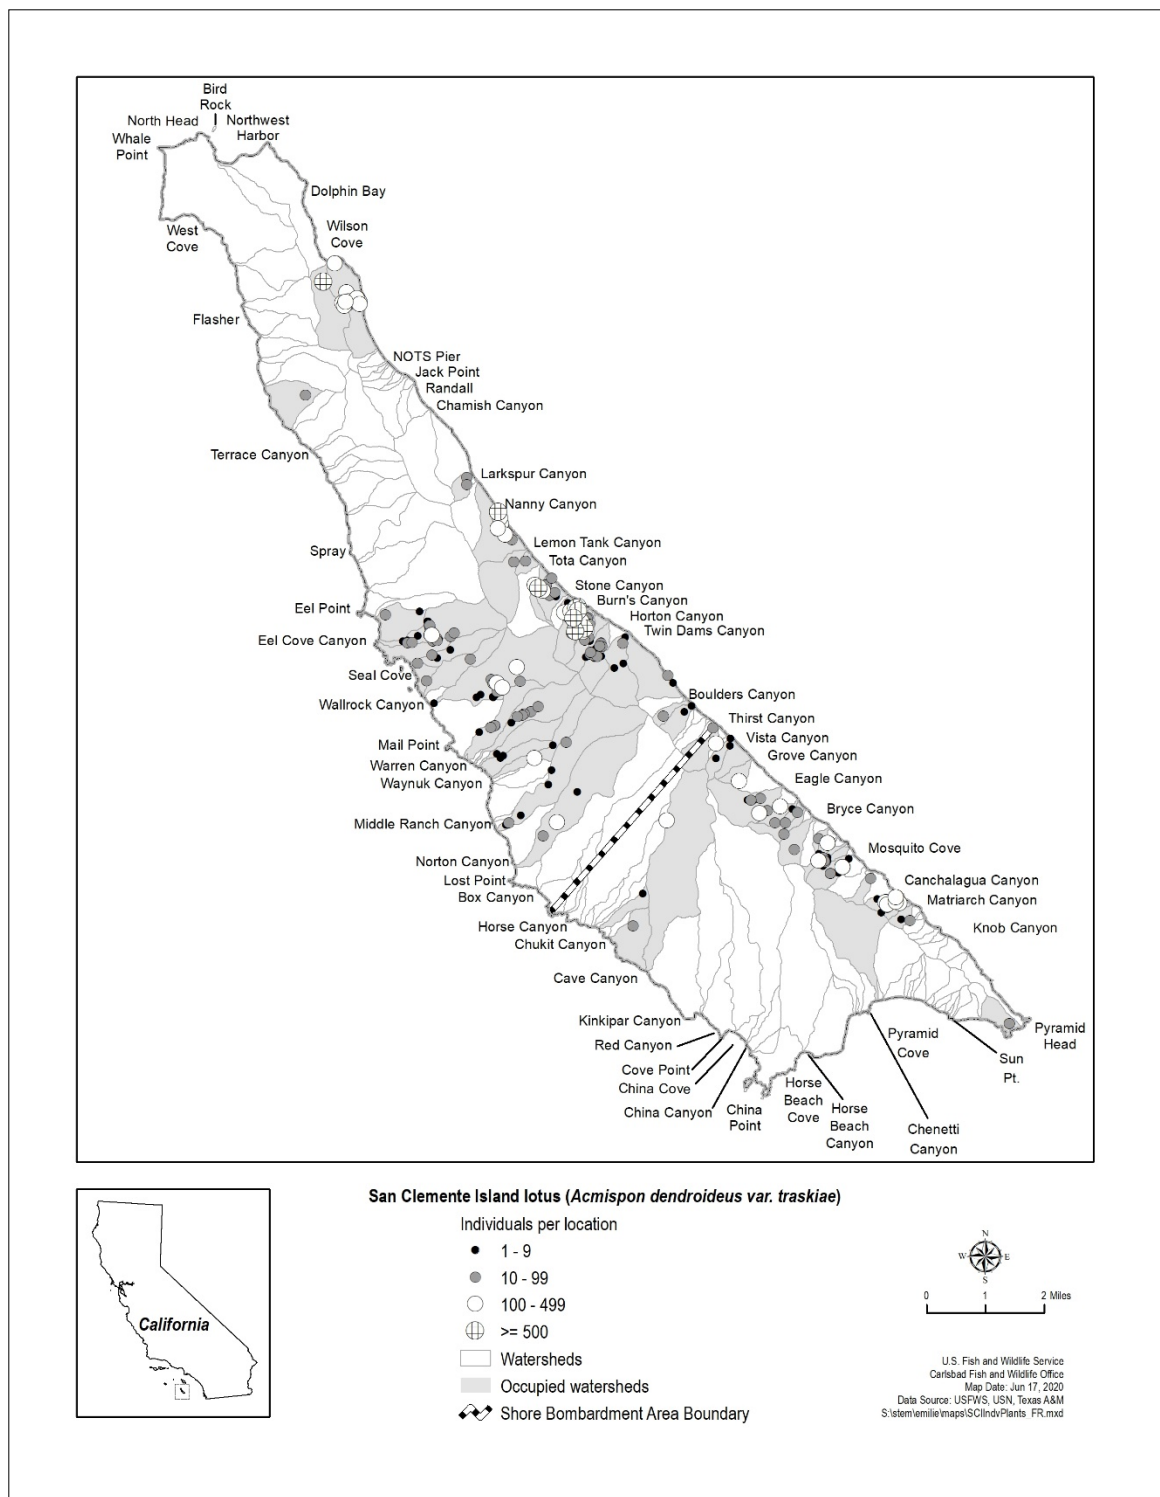 Bird
Rock
North Head
Northwest
Harbor
Whale
Point
Dolphin Bay
West
Cove
Wilson
Cove
Flasher
NOTS Pier
Jack Point
Randall
Chamish Canyon
Terrace Canyon
Larkspur Canyon
Nanny Canyon
Spray
Lemon Tank Canyon
Tota Canyon
Stone Canyon
Burn's Canyon
Eel Point
Horton Canyon
Twin Dams Canyon
Eel Cove Canyon
Seal Cove
Wallrock Canyon
Boulders Canyon
Thirst Canyon
Mail Point
Vista Canyon
Grove Canyon
Warren Canyon
Waynuk Canyon
Eagle Canyon
Middle Ranch Canyon
Bryce Canyon
Norton Canyon
Mosquito Cove
Lost Point
Canchalagua Canyon
Box Canyon
Matriarch Canyon
Horse Canyon
Knob Canyon
Chukit Canyon
Cave Canyon
Kinkipar Canyon
Red Canyon
Cove Point
China Cove
China Canyon
China
Point
Horse
Beach
Cove
Horse
Beach
Canyon
Pyramid
Cove
Chenetti
Canyon
Sun
Pt.
Pyramid
Head
San Clemente Island lotus (Acmispon dendroideus var. traskiae)
Individuals per location
1 - 9
10 - 99
100 - 499
>= 500
Watersheds
Occupied watersheds
Shore Bombardment Area Boundary
California
N
W E
S
0 1 2 Miles
U.S. Fish and Wildlife Service
Carlsbad Fish and Wildlife Office
Map Date: Jun 17, 2020
Data Source: USFWS, USN, Texas A&M
S:\stem\emilie\maps\SCIIndvPlants_FR.mxd